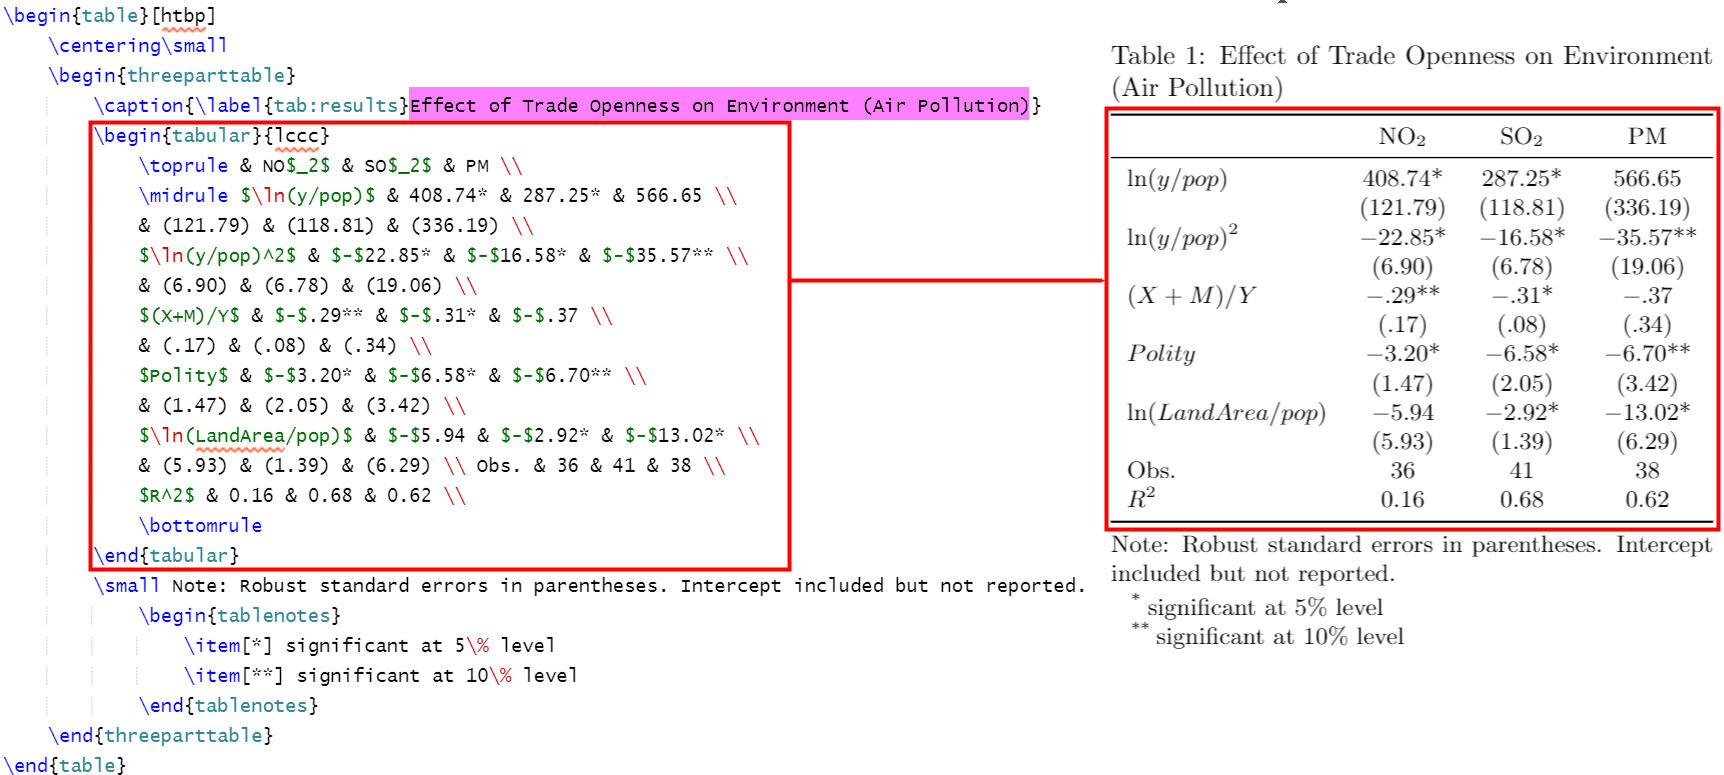 \begin{table}[htbp]
\centering\small
\begin{threeparttable}
\caption{\label{tab:results}Effect of Trade Openness on Environment (Air Pollution)}
\begin{tabular}{lccc}
\toprule & NO$_2$ & SO$_2$ & PM \\
\midrule $\ln(y/pop)$ & 408.74* & 287.25* & 566.65 \\
& (121.79) & (118.81) & (336.19) \\
$\ln(y/pop)^2$ & $-$22.85* & $-$16.58* & $-$35.57** \\
& (6.90) & (6.78) & (19.06) \\
$(X+M)/Y$ & $-$.29** & $-$.31* & $-$.37 \\
& (.17) & (.08) & (.34) \\
$Polity$ & $-$3.20* & $-$6.58* & $-$6.70** \\
& (1.47) & (2.05) & (3.42) \\
$\ln(LandArea/pop)$ & $-$5.94 & $-$2.92* & $-$13.02* \\
& (5.93) & (1.39) & (6.29) \\ Obs. & 36 & 41 & 38 \\
$R^2$ & 0.16 & 0.68 & 0.62 \\
\bottomrule
\end{tabular}
\small Note: Robust standard errors in parentheses. Intercept included but not reported.
\begin{tablenotes}
\item[*] significant at 5\% level
\item[**] significant at 10\% level
\end{tablenotes}
\end{threeparttable}
\end{table}
Table 1: Effect of Trade Openness on Environment
(Air Pollution)
NO₂ SO₂ PM
ln(y/pop) 408.74* 287.25* 566.65
(121.79) (118.81) (336.19)
ln(y/pop)² −22.85* −16.58* −35.57**
(6.90) (6.78) (19.06)
(X + M)/Y −.29** −.31* −.37
(.17) (.08) (.34)
Polity −3.20* −6.58* −6.70**
(1.47) (2.05) (3.42)
ln(LandArea/pop) −5.94 −2.92* −13.02*
(5.93) (1.39) (6.29)
Obs. 36 41 38
R² 0.16 0.68 0.62
Note: Robust standard errors in parentheses. Intercept
included but not reported.
* significant at 5% level
** significant at 10% level